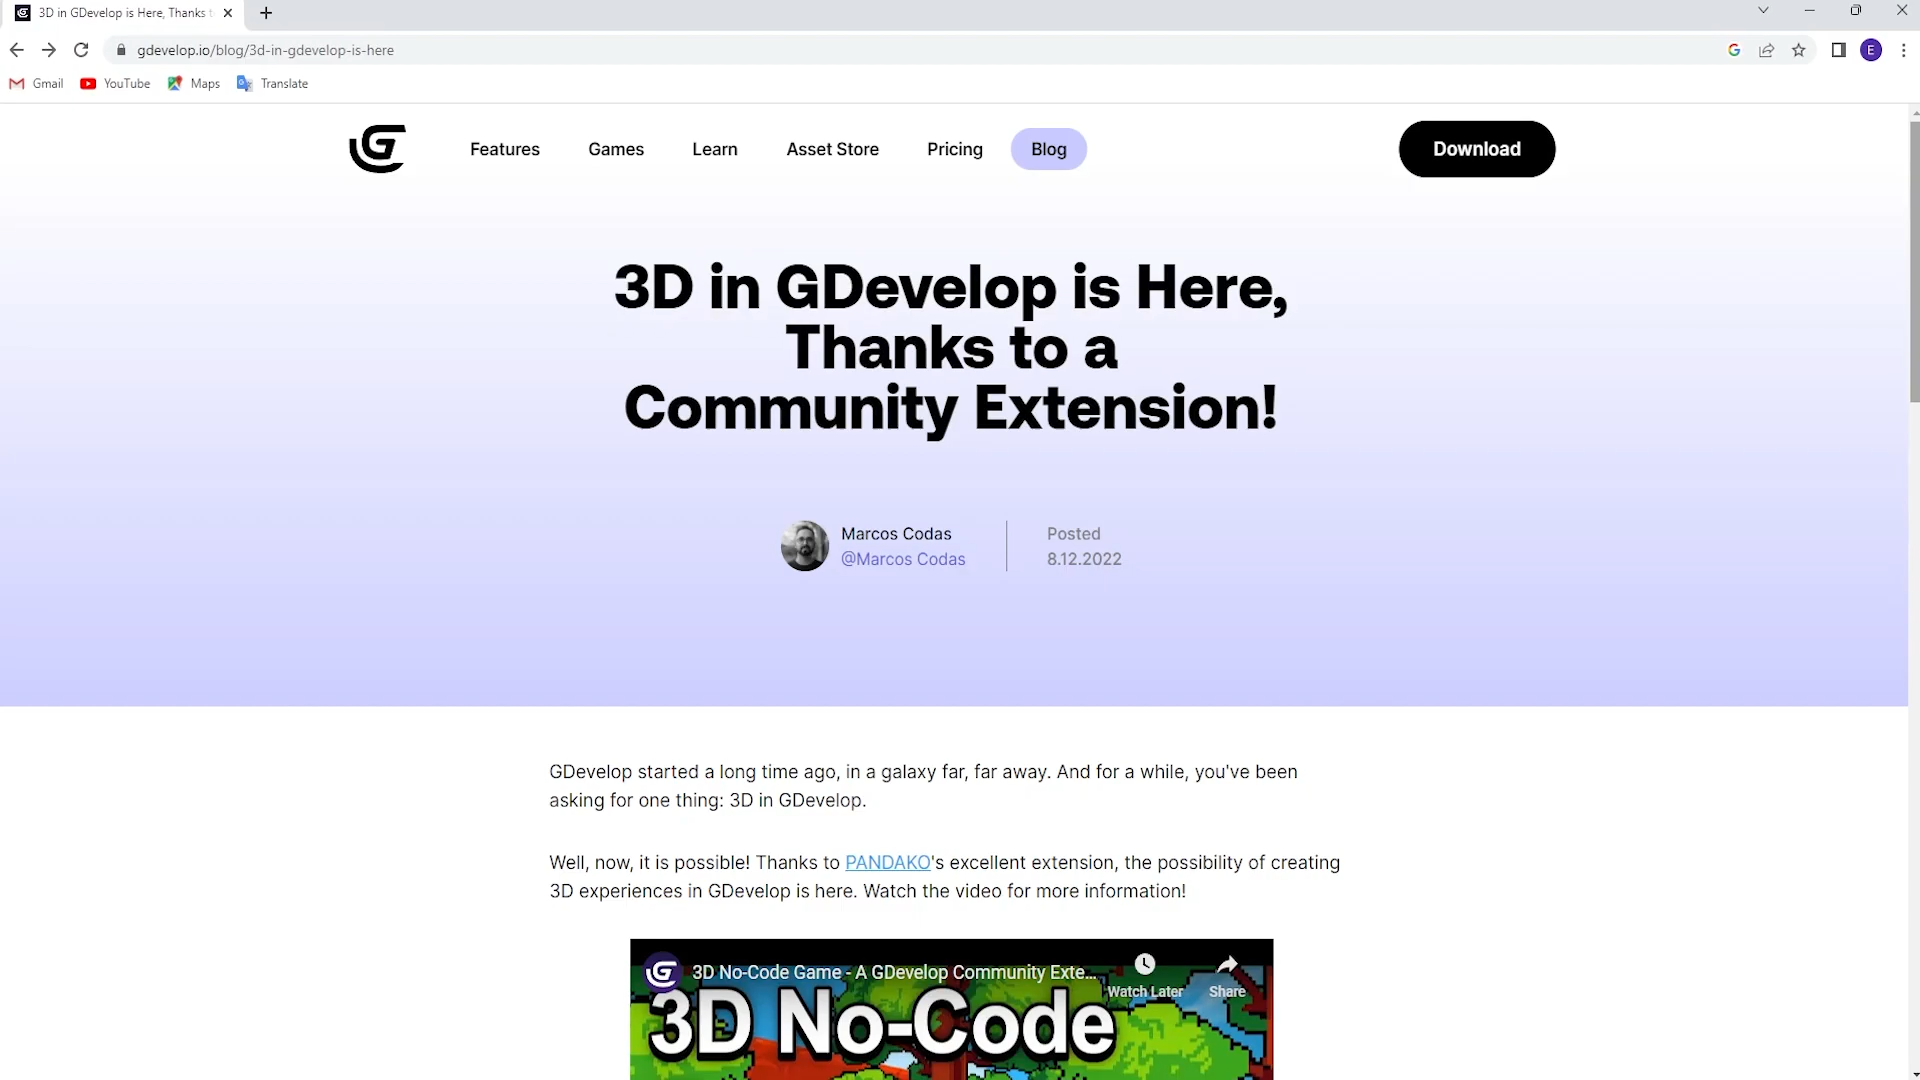 3D in GDevelop is Here, Thanks t
gdevelop.io/blog/3d-in-gdevelop-is-here
E
Gmail
YouTube
Maps
Translate
Features
Games
Learn
Asset Store
Pricing
Blog
Download
3D in GDevelop is Here,
Thanks to a
Community Extension!
Marcos Codas
@Marcos Codas
Posted
8.12.2022
GDevelop started a long time ago, in a galaxy far, far away. And for a while, you've been
asking for one thing: 3D in GDevelop.
Well, now, it is possible! Thanks to PANDAKO's excellent extension, the possibility of creating
3D experiences in GDevelop is here. Watch the video for more information!
3D No-Code Game - A GDevelop Community Exte...
Watch Later
Share
3D No-Code